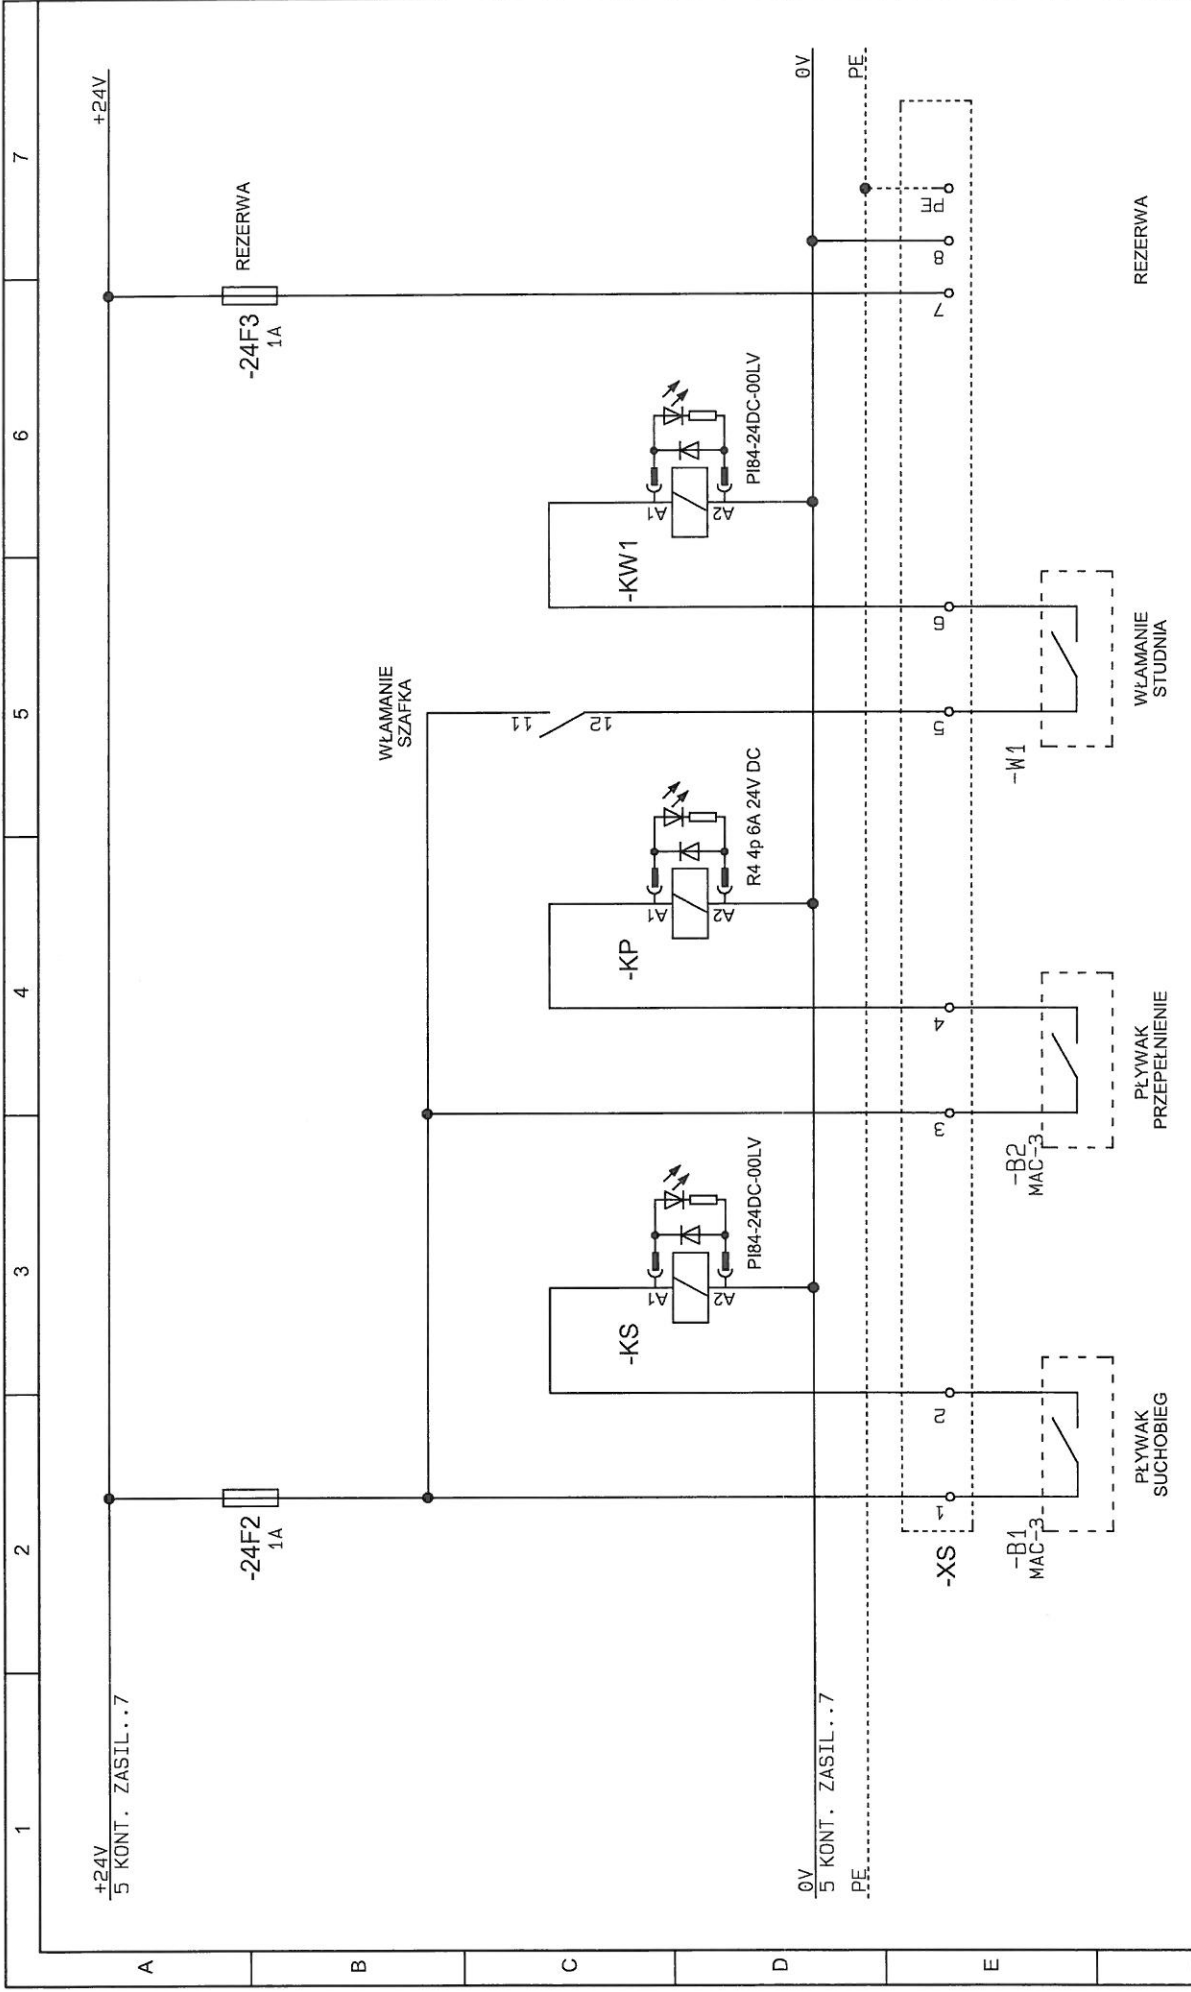 1
2
3
4
5
6
7
A
B
C
D
E
+24V
5 KONT. ZASIL..7
+24V
-24F2
1A
-24F3
1A
REZERWA
WŁAMANIE
SZAFKA
11
12
-KS
A1
A2
PI84-24DC-00LV
-KP
A1
A2
R4 4p 6A 24V DC
-KW1
A1
A2
PI84-24DC-00LV
0V
5 KONT. ZASIL..7
0V
PE
PE
-XS
1
2
3
4
5
6
7
8
PE
-B1
MAC-3
-B2
MAC-3
-W1
PŁYWAK
SUCHOBIEG
PŁYWAK
PRZEPEŁNIENIE
WŁAMANIE
STUDNIA
REZERWA